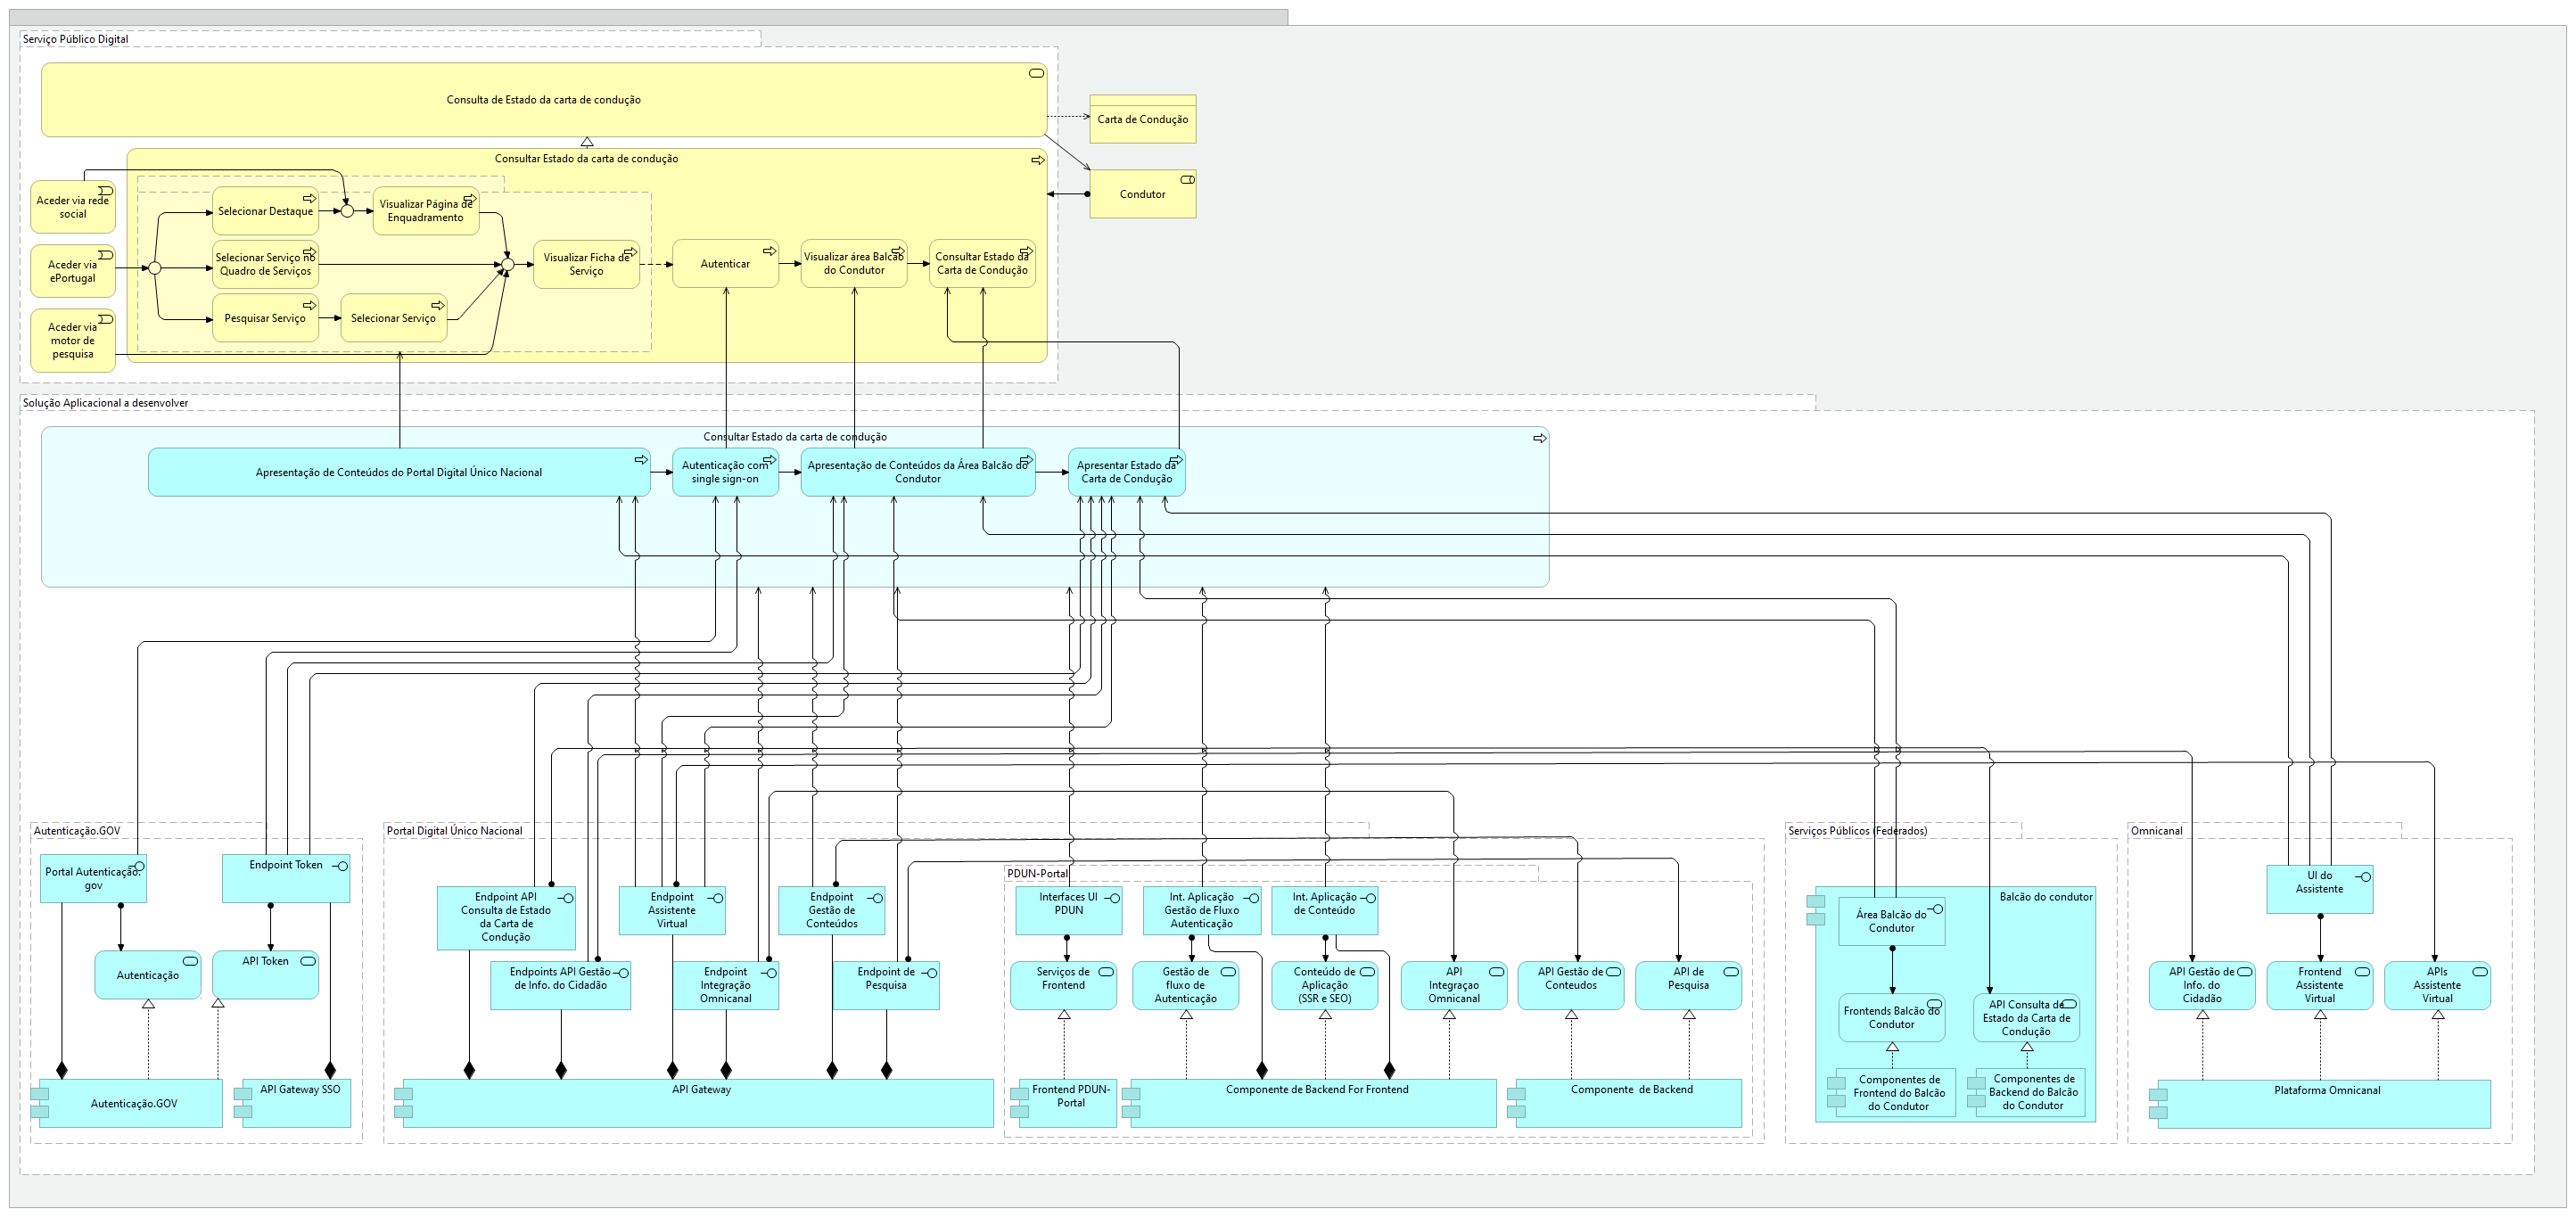 Serviço Público Digital
Consulta de Estado da carta de condução
Carta de Condução
Consultar Estado da carta de condução
Condutor
Aceder via rede
social
Selecionar Destaque
Visualizar Página de
Enquadramento
Aceder via
ePortugal
Selecionar Serviço no
Quadro de Serviços
Visualizar Ficha de
Serviço
Autenticar
Visualizar área Balcão
do Condutor
Consultar Estado da
Carta de Condução
Aceder via
motor de
pesquisa
Pesquisar Serviço
Selecionar Serviço
Solução Aplicacional a desenvolver
Consultar Estado da carta de condução
Apresentação de Conteúdos do Portal Digital Único Nacional
Autenticação com
single sign-on
Apresentação de Conteúdos da Área Balcão do
Condutor
Apresentar Estado da
Carta de Condução
Autenticação.GOV
Portal Autenticação.
gov
Endpoint Token
Autenticação
API Token
Autenticação.GOV
API Gateway SSO
Portal Digital Único Nacional
Endpoint API
Consulta de Estado
da Carta de
Condução
Endpoint
Assistente
Virtual
Endpoint
Gestão de
Conteúdos
Endpoints API Gestão
de Info. do Cidadão
Endpoint
Integração
Omnicanal
Endpoint de
Pesquisa
API Gateway
PDUN-Portal
Interfaces UI
PDUN
Int. Aplicação
Gestão de Fluxo
Autenticação
Int. Aplicação
de Conteúdo
Serviços de
Frontend
Gestão de
fluxo de
Autenticação
Conteúdo de
Aplicação
(SSR e SEO)
API
Integraçao
Omnicanal
API Gestão de
Conteudos
API de
Pesquisa
Frontend PDUN-
Portal
Componente de Backend For Frontend
Componente de Backend
Serviços Públicos (Federados)
Balcão do condutor
Área Balcão do
Condutor
Frontends Balcão do
Condutor
API Consulta de
Estado da Carta de
Condução
Componentes de
Frontend do Balcão
do Condutor
Componentes de
Backend do Balcão
do Condutor
Omnicanal
UI do
Assistente
API Gestão de
Info. do
Cidadão
Frontend
Assistente
Virtual
APIs
Assistente
Virtual
Plataforma Omnicanal